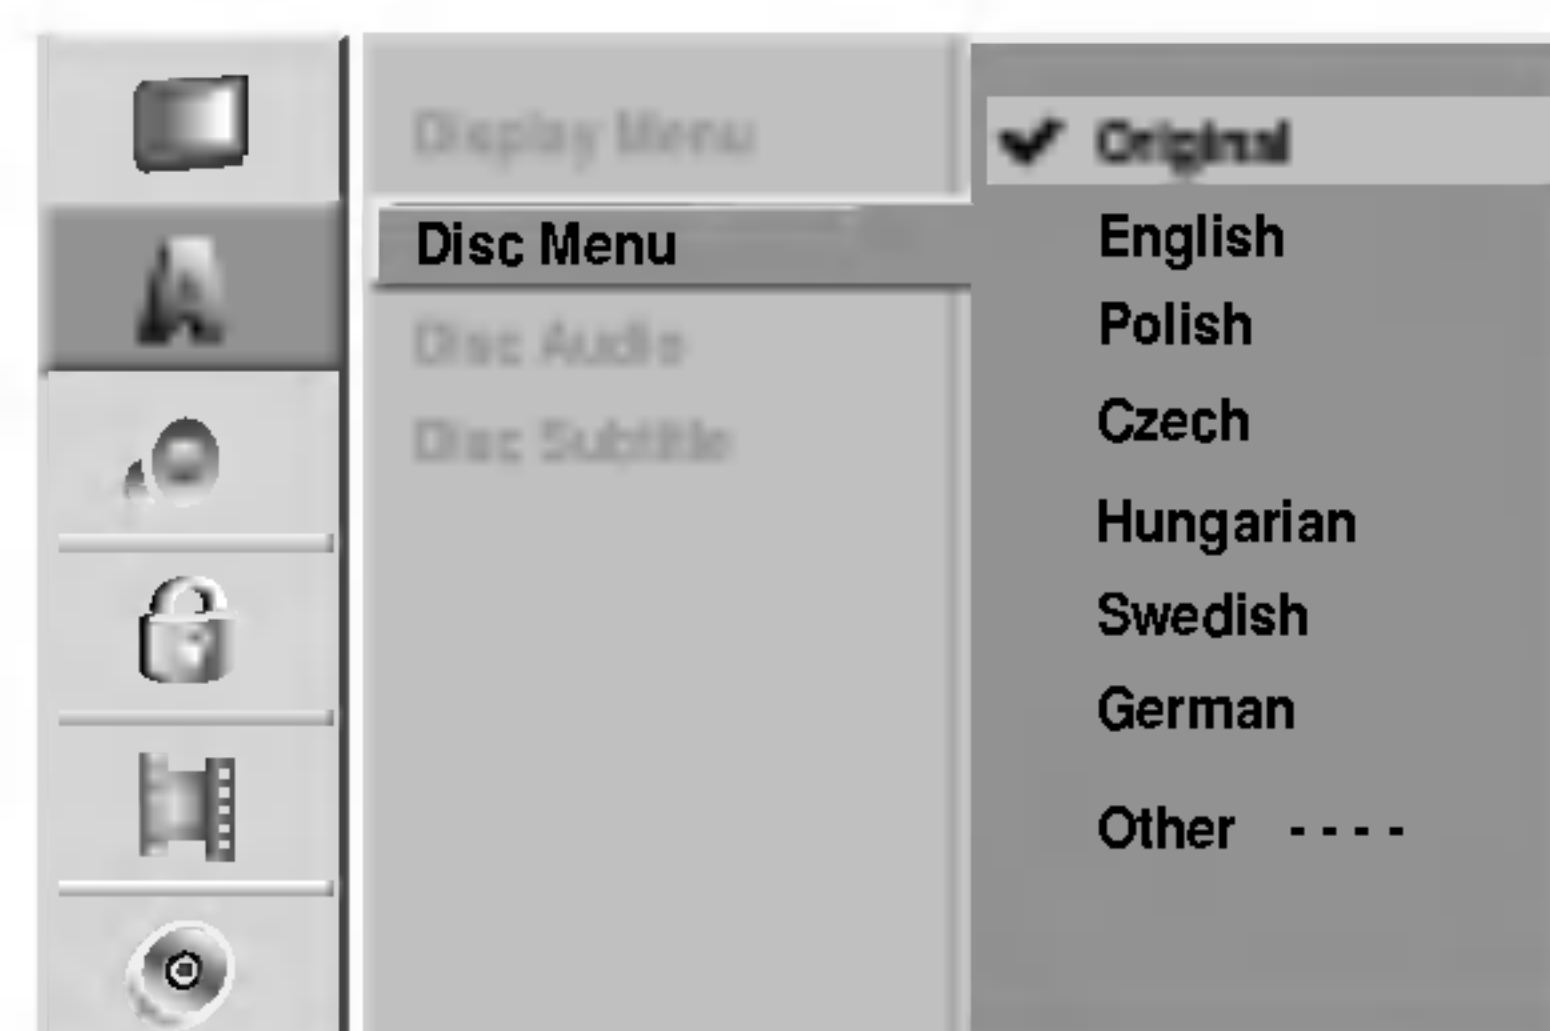 Display Menu
Disc Menu
Disc Audio
Disc Subtitle
Original
English
Polish
Czech
Hungarian
Swedish
German
Other - - - -